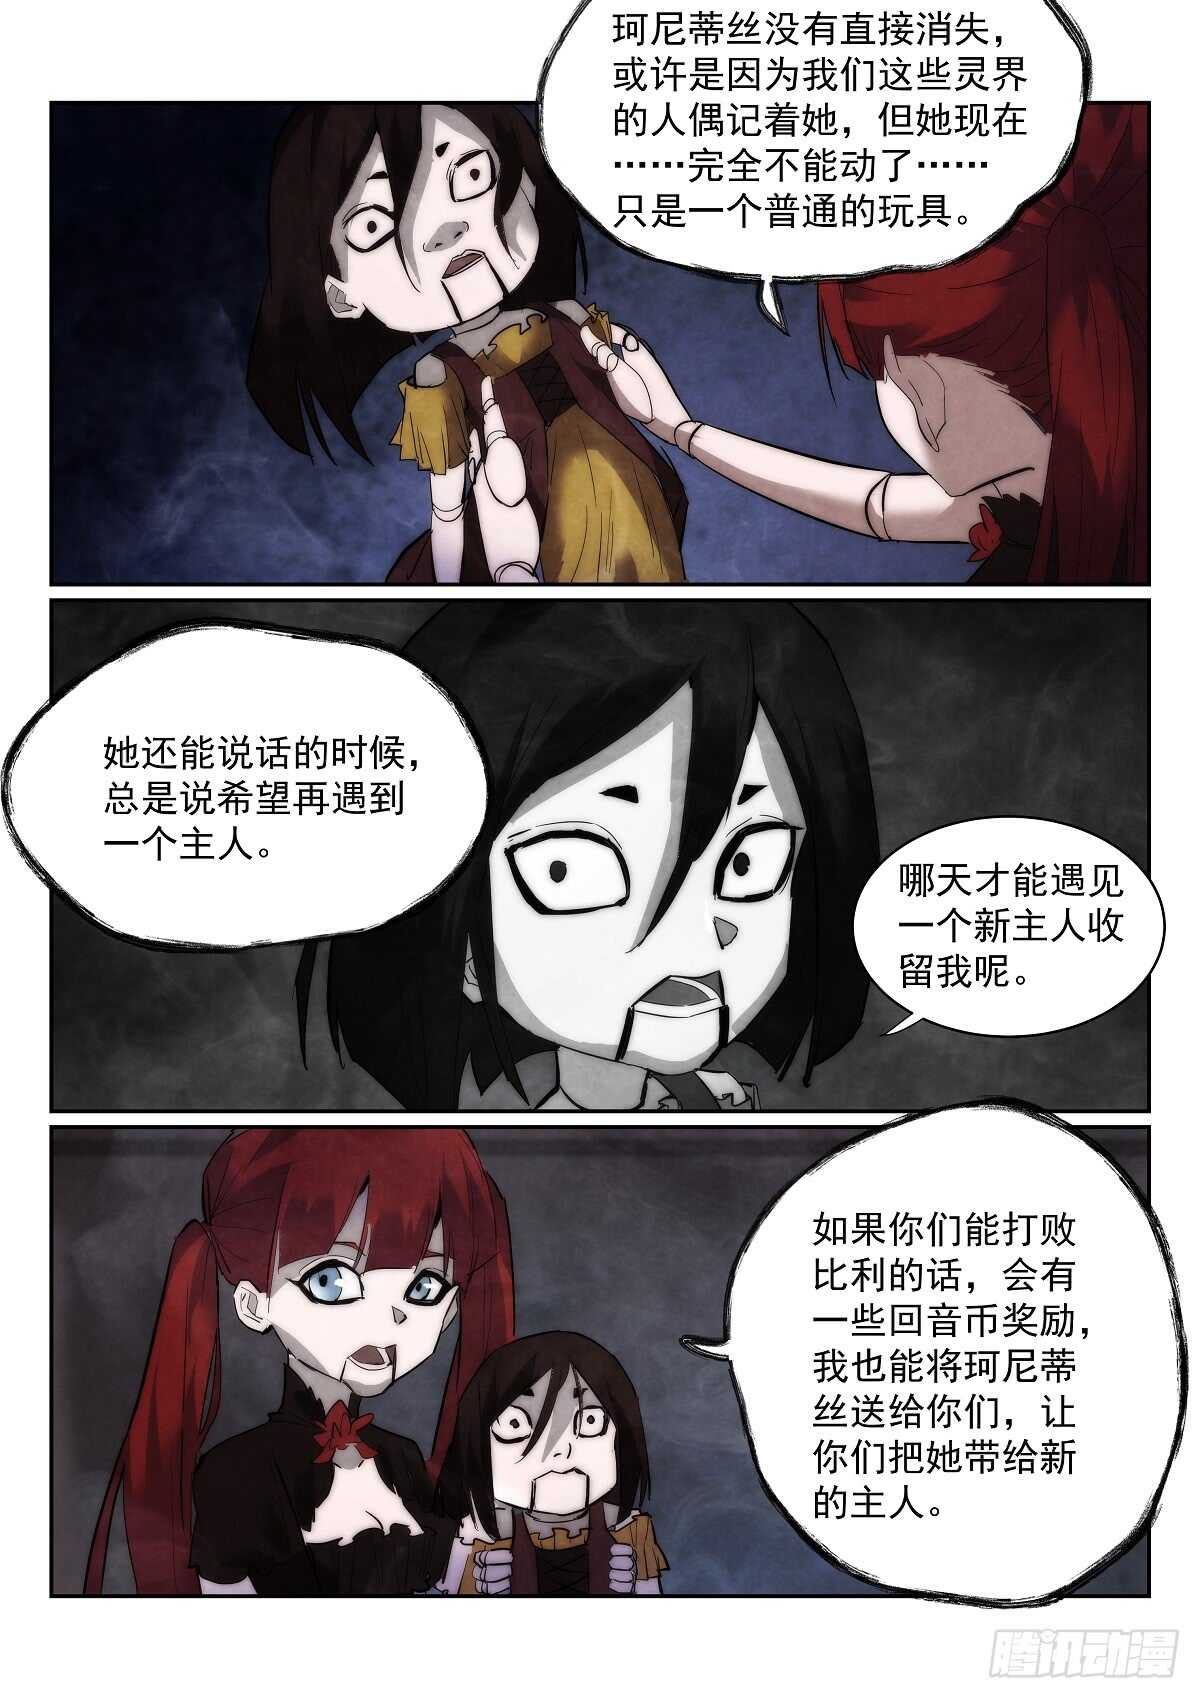 珂尼蒂丝没有直接消失，
或许是因为我们这些灵界
的人偶记着她，但她现在
……完全不能动了……
只是一个普通的玩具。
她还能说话的时候，
总是说希望再遇到
一个主人。
哪天才能遇见
一个新主人收
留我呢。
如果你们能打败
比利的话，会有
一些回音币奖励，
我也能将珂尼蒂
丝送给你们，让
你们把她带给新
的主人。
腾讯动漫